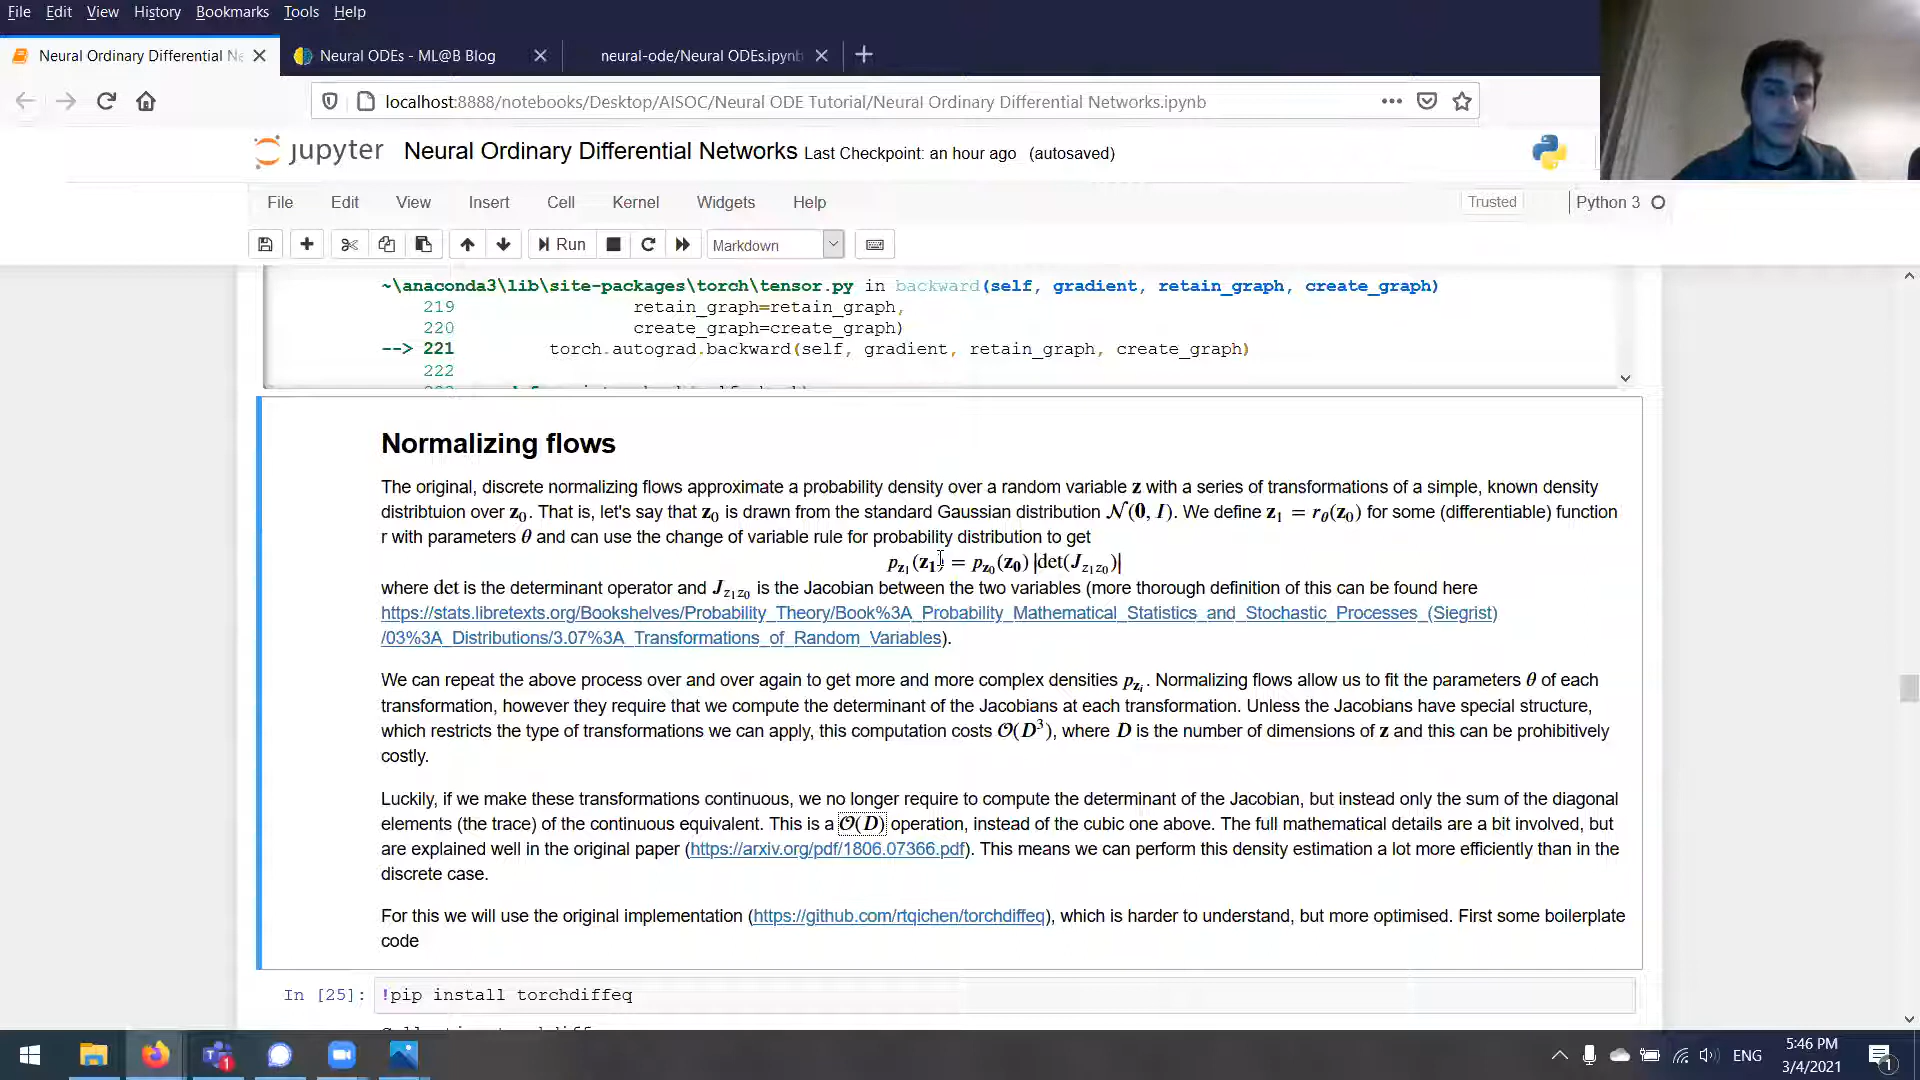 File Edit View History Bookmarks Tools Help
Neural Ordinary Differential Ne
Neural ODEs - ML@B Blog
neural-ode/Neural ODEs.ipynb
localhost:8888/notebooks/Desktop/AISOC/Neural ODE Tutorial/Neural Ordinary Differential Networks.ipynb
jupyter Neural Ordinary Differential Networks Last Checkpoint: an hour ago (autosaved)
File Edit View Insert Cell Kernel Widgets Help Trusted Python 3
Run Markdown
~\anaconda3\lib\site-packages\torch\tensor.py in backward(self, gradient, retain_graph, create_graph)
219 retain_graph=retain_graph,
220 create_graph=create_graph)
--> 221 torch.autograd.backward(self, gradient, retain_graph, create_graph)
222
Normalizing flows
The original, discrete normalizing flows approximate a probability density over a random variable z with a series of transformations of a simple, known density
distribtuion over z₀. That is, let's say that z₀ is drawn from the standard Gaussian distribution 𝒩(0, I). We define z₁ = r_θ(z₀) for some (differentiable) function
r with parameters θ and can use the change of variable rule for probability distribution to get
p_z₁(z₁) = p_z₀(z₀) |det(J_z₁z₀)|
where det is the determinant operator and J_z₁z₀ is the Jacobian between the two variables (more thorough definition of this can be found here
https://stats.libretexts.org/Bookshelves/Probability_Theory/Book%3A_Probability_Mathematical_Statistics_and_Stochastic_Processes_(Siegrist)
/03%3A_Distributions/3.07%3A_Transformations_of_Random_Variables).
We can repeat the above process over and over again to get more and more complex densities p_zᵢ. Normalizing flows allow us to fit the parameters θ of each
transformation, however they require that we compute the determinant of the Jacobians at each transformation. Unless the Jacobians have special structure,
which restricts the type of transformations we can apply, this computation costs 𝒪(D³), where D is the number of dimensions of z and this can be prohibitively
costly.
Luckily, if we make these transformations continuous, we no longer require to compute the determinant of the Jacobian, but instead only the sum of the diagonal
elements (the trace) of the continuous equivalent. This is a 𝒪(D) operation, instead of the cubic one above. The full mathematical details are a bit involved, but
are explained well in the original paper (https://arxiv.org/pdf/1806.07366.pdf). This means we can perform this density estimation a lot more efficiently than in the
discrete case.
For this we will use the original implementation (https://github.com/rtqichen/torchdiffeq), which is harder to understand, but more optimised. First some boilerplate
code
In [25]: !pip install torchdiffeq
ENG
5:46 PM
3/4/2021
1
1